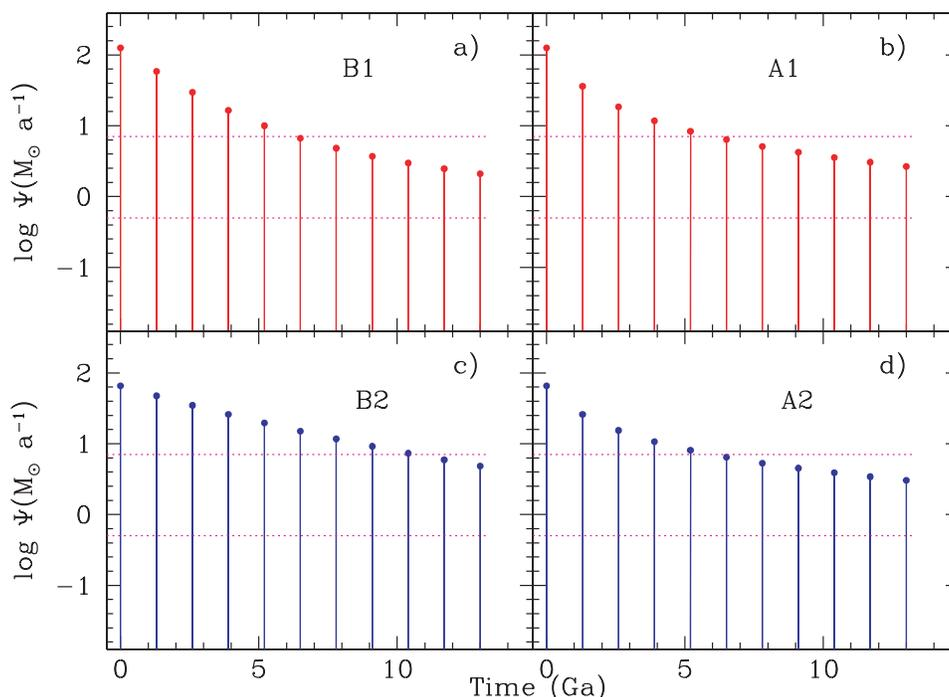 a)
B1
b)
A1
2
1
0
−1
log Ψ(M⊙ a⁻¹)
c)
B2
d)
A2
2
1
0
−1
log Ψ(M⊙ a⁻¹)
0 5 10 0 5 10
Time (Ga)